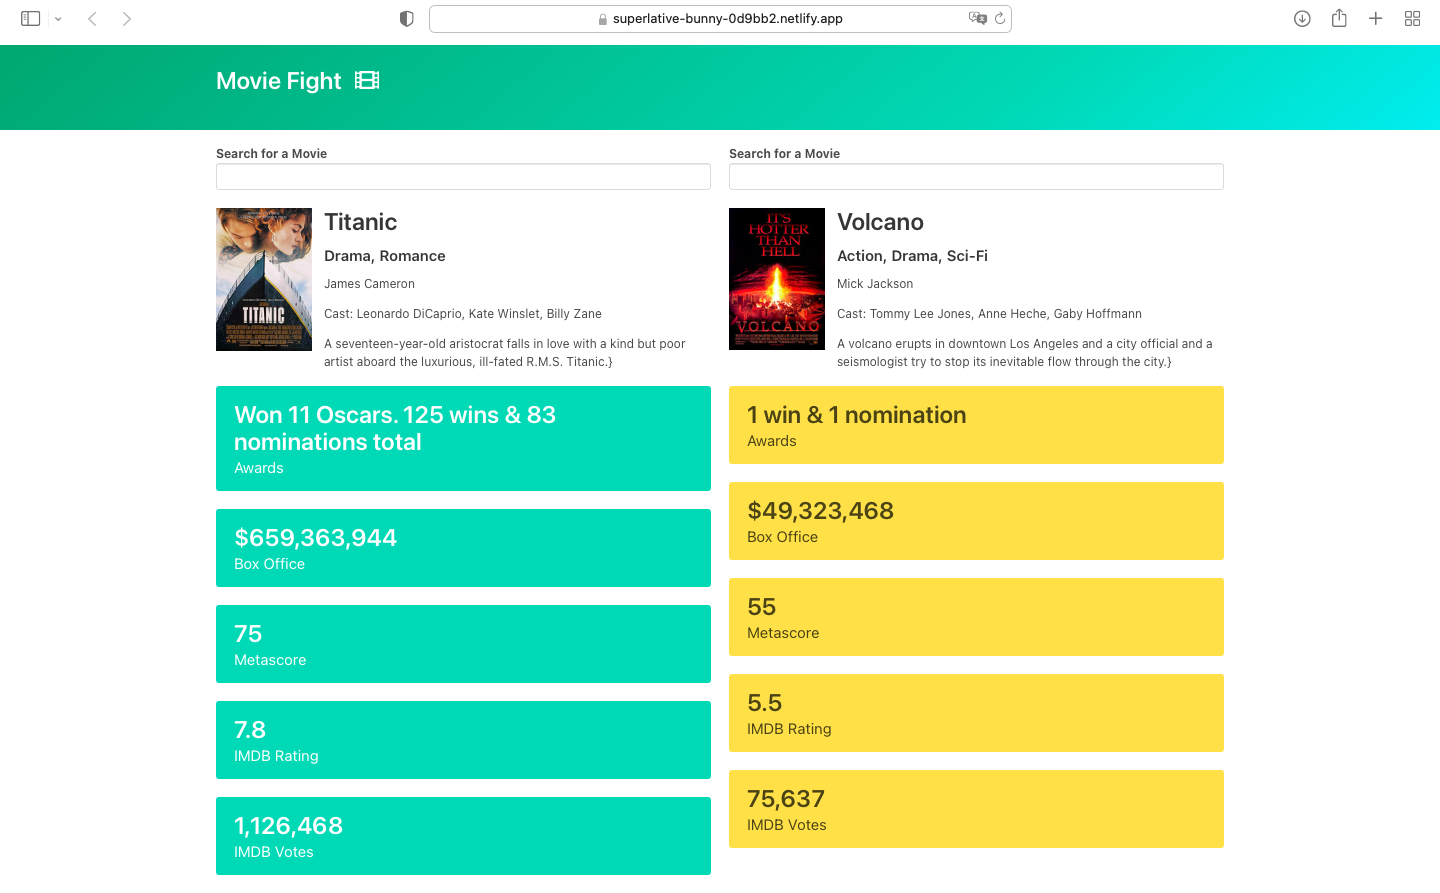 superlative-bunny-0d9bb2.netlify.app
Movie Fight
Search for a Movie
TITANIC
Titanic
Drama, Romance
James Cameron
Cast: Leonardo DiCaprio, Kate Winslet, Billy Zane
A seventeen-year-old aristocrat falls in love with a kind but poor
artist aboard the luxurious, ill-fated R.M.S. Titanic.}
Won 11 Oscars. 125 wins & 83
nominations total
Awards
$659,363,944
Box Office
75
Metascore
7.8
IMDB Rating
1,126,468
IMDB Votes
Search for a Movie
IT'S
HOTTER
THAN
HELL
VOLCANO
Volcano
Action, Drama, Sci-Fi
Mick Jackson
Cast: Tommy Lee Jones, Anne Heche, Gaby Hoffmann
A volcano erupts in downtown Los Angeles and a city official and a
seismologist try to stop its inevitable flow through the city.}
1 win & 1 nomination
Awards
$49,323,468
Box Office
55
Metascore
5.5
IMDB Rating
75,637
IMDB Votes